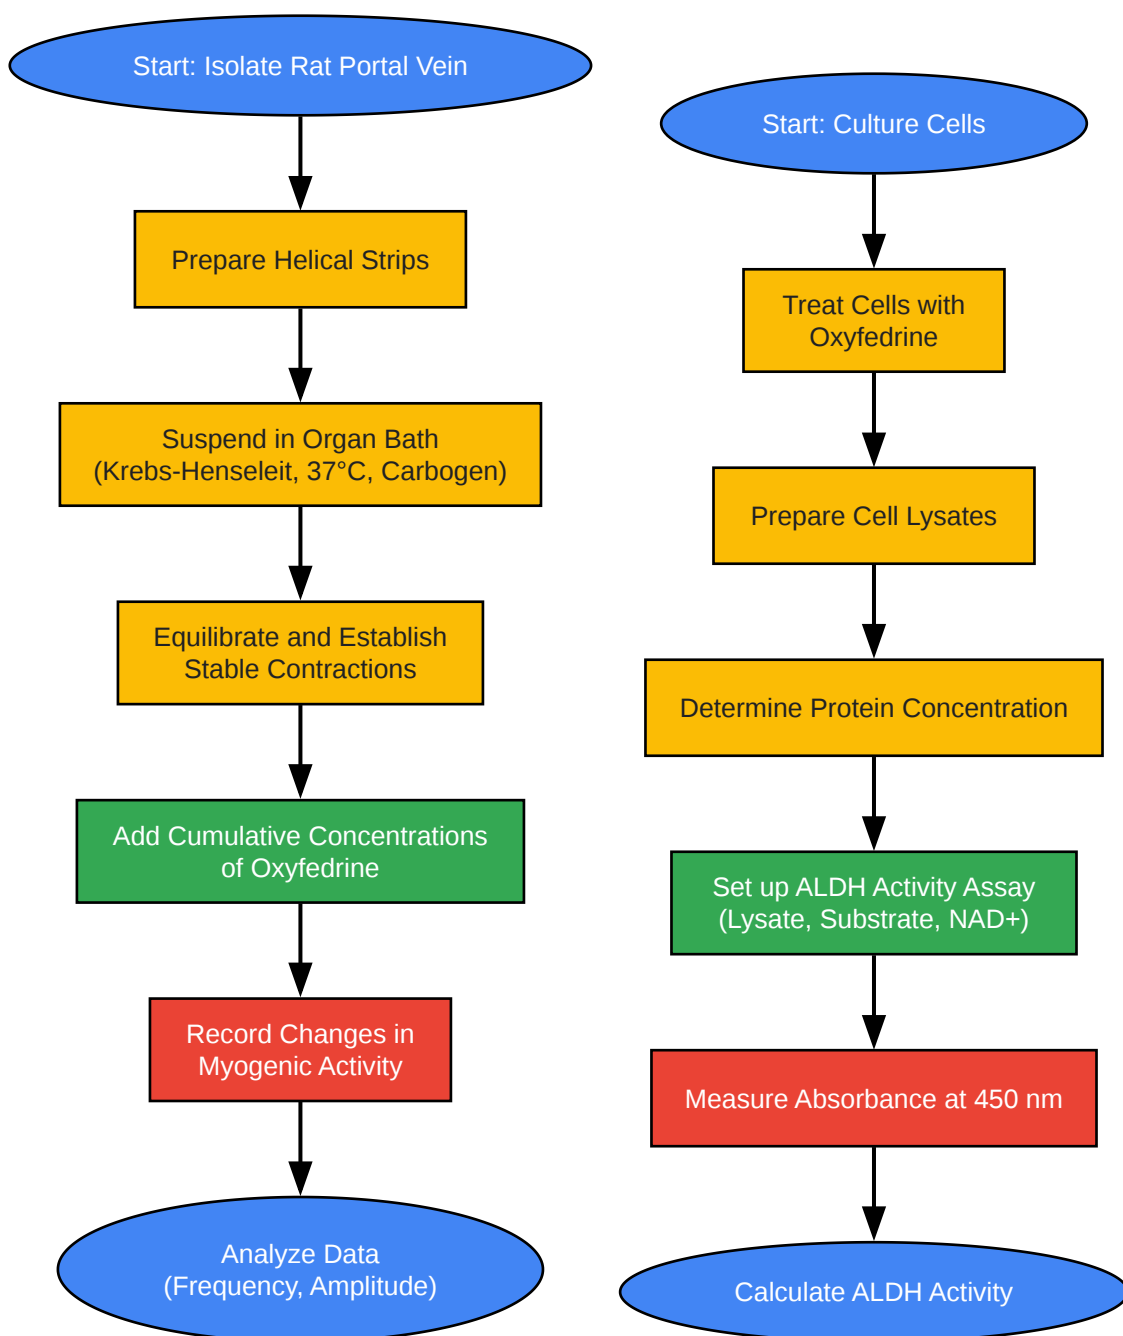 Start: Isolate Rat Portal Vein
Prepare Helical Strips
Suspend in Organ Bath
(Krebs-Henseleit, 37°C, Carbogen)
Equilibrate and Establish
Stable Contractions
Add Cumulative Concentrations
of Oxyfedrine
Record Changes in
Myogenic Activity
Analyze Data
(Frequency, Amplitude)
Start: Culture Cells
Treat Cells with
Oxyfedrine
Prepare Cell Lysates
Determine Protein Concentration
Set up ALDH Activity Assay
(Lysate, Substrate, NAD+)
Measure Absorbance at 450 nm
Calculate ALDH Activity